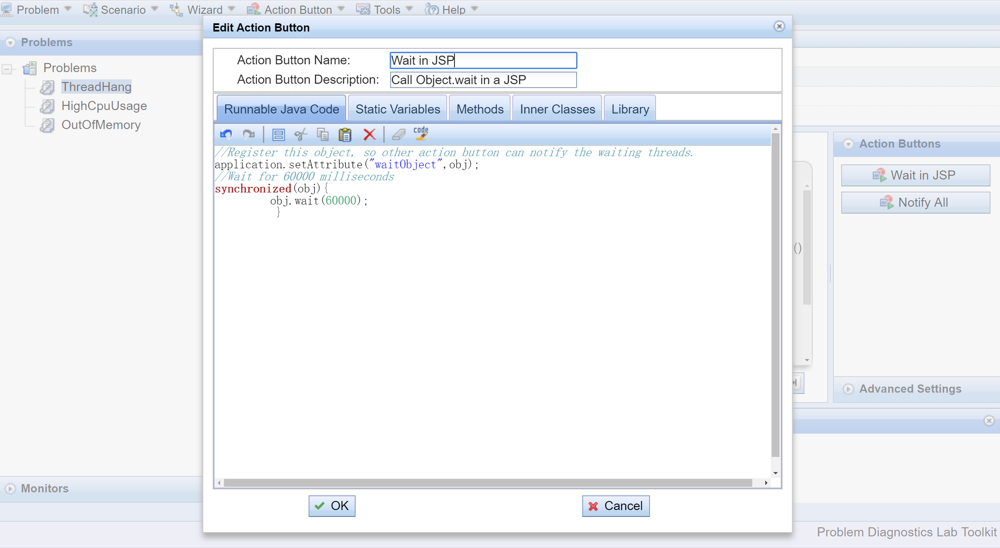 Problem Scenario Wizard Action Button Tools Help
Edit Action Button
Problems
Problems
ThreadHang
HighCpuUsage
OutOfMemory
Action Button Name: Wait in JSP
Action Button Description: Call Object.wait in a JSP
Runnable Java Code Static Variables Methods Inner Classes Library
code
//Register this object, so other action button can notify the waiting threads.
application.setAttribute("waitObject",obj);
//Wait for 60000 milliseconds
synchronized(obj){
obj.wait(60000);
}
()
Action Buttons
Wait in JSP
Notify All
Advanced Settings
Monitors
OK Cancel
Problem Diagnostics Lab Toolkit